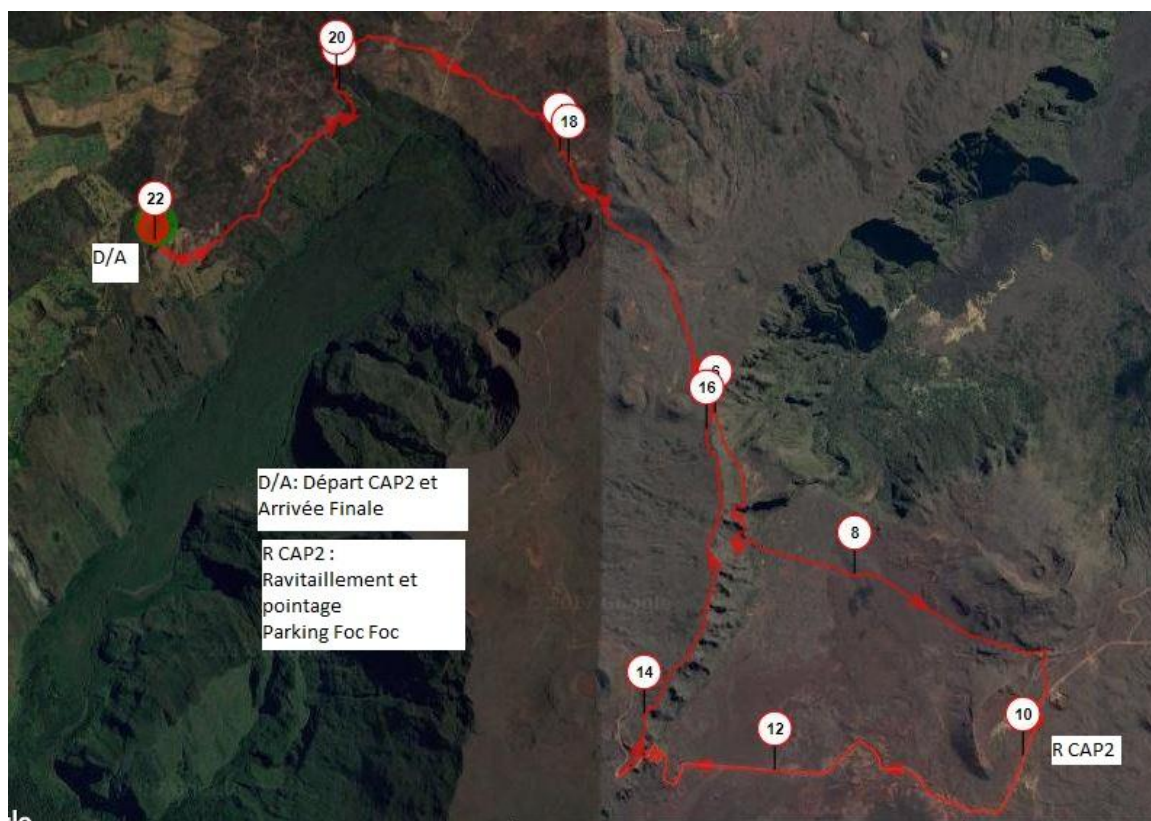 20
18
22
D/A
6
16
D/A: Départ CAP2 et
Arrivée Finale
R CAP2 :
Ravitaillement et
pointage
Parking Foc Foc
8
14
10
12
R CAP2